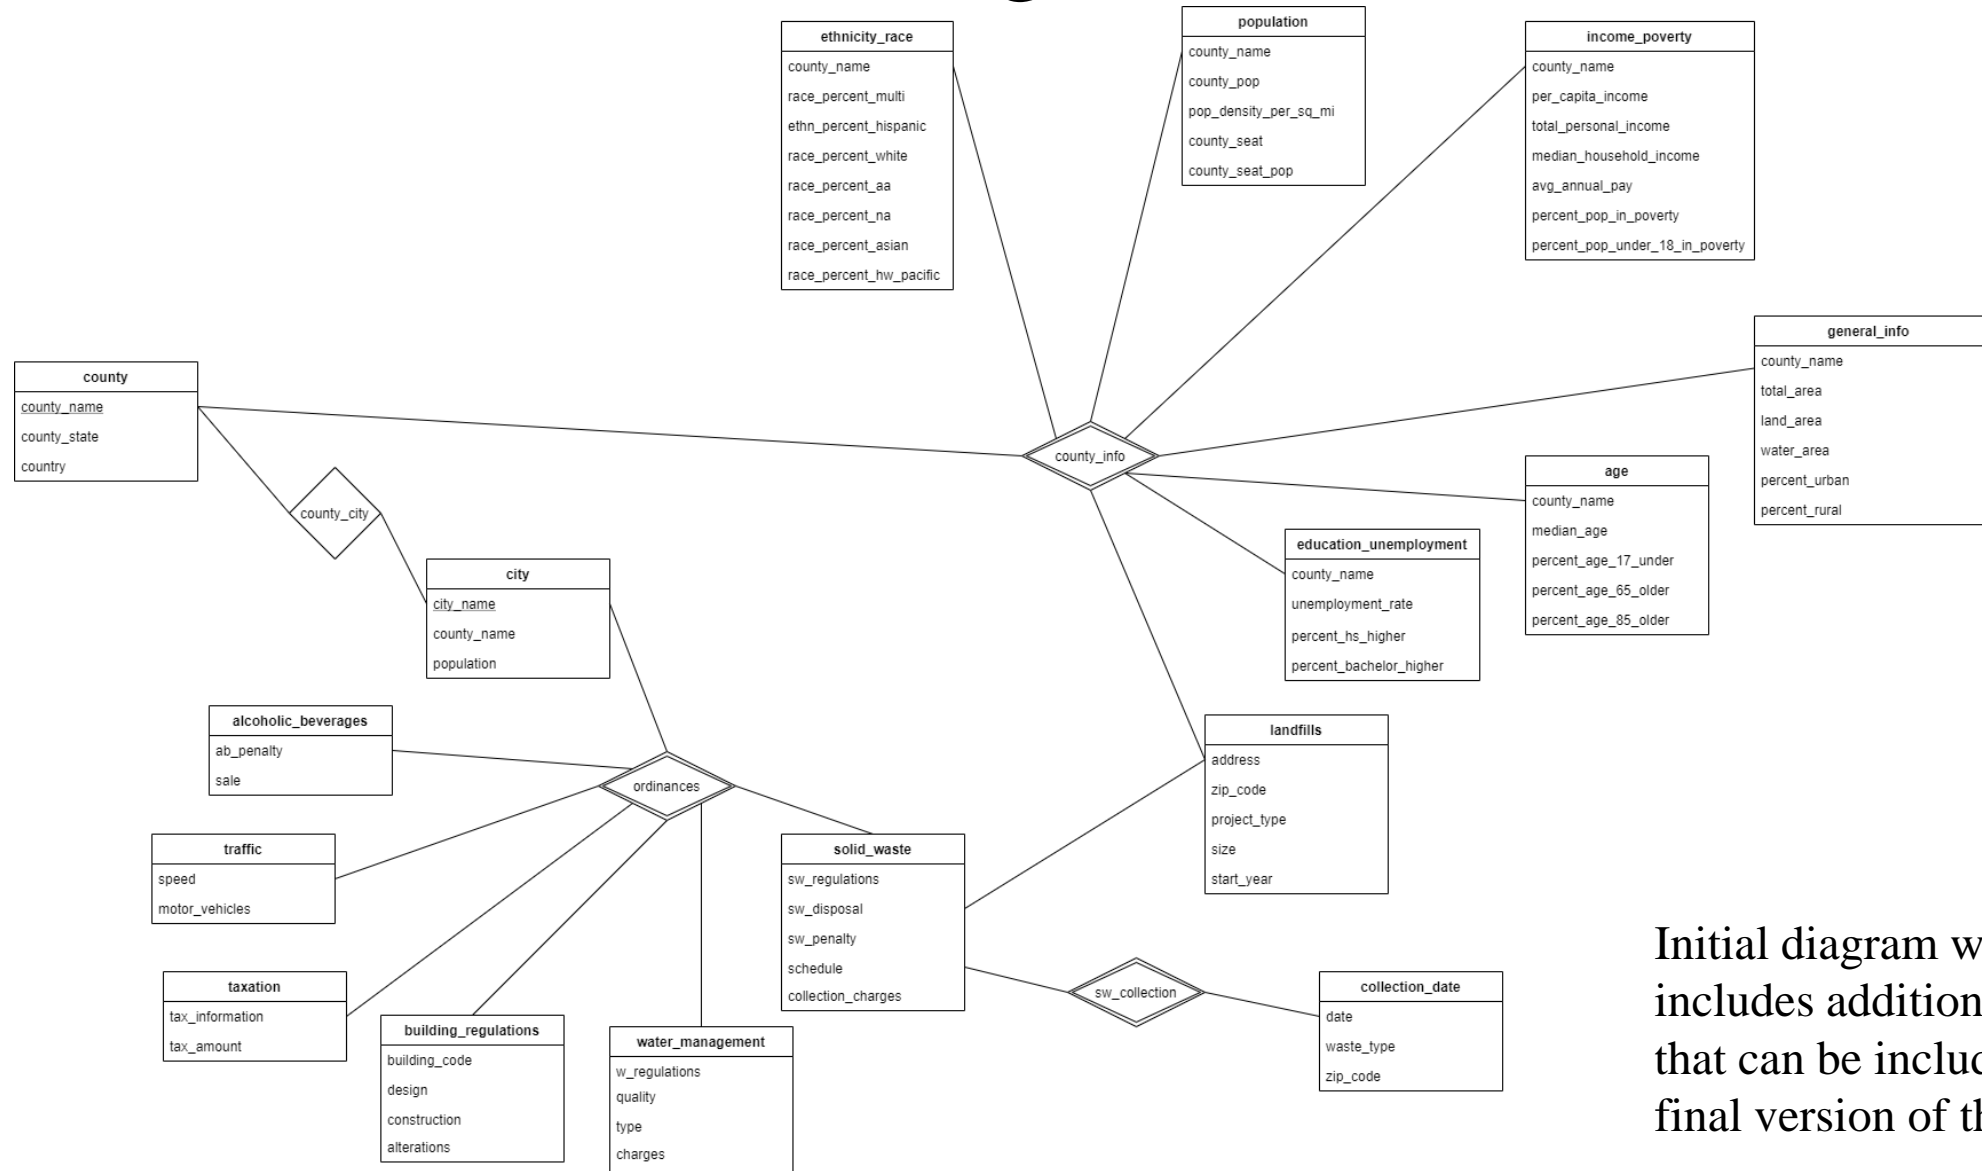 ethnicity_race
county_name
race_percent_multi
ethn_percent_hispanic
race_percent_white
race_percent_aa
race_percent_na
race_percent_asian
race_percent_hw_pacific
population
county_name
county_pop
pop_density_per_sq_mi
county_seat
county_seat_pop
income_poverty
county_name
per_capita_income
total_personal_income
median_household_income
avg_annual_pay
percent_pop_in_poverty
percent_pop_under_18_in_poverty
general_info
county_name
total_area
land_area
water_area
percent_urban
percent_rural
county
county_name
county_state
country
county_info
county_city
age
county_name
median_age
percent_age_17_under
percent_age_65_older
percent_age_85_older
education_unemployment
county_name
unemployment_rate
percent_hs_higher
percent_bachelor_higher
city
city_name
county_name
population
alcoholic_beverages
ab_penalty
sale
ordinances
landfills
address
zip_code
project_type
size
start_year
traffic
speed
motor_vehicles
solid_waste
sw_regulations
sw_disposal
sw_penalty
schedule
collection_charges
sw_collection
collection_date
date
waste_type
zip_code
taxation
tax_information
tax_amount
building_regulations
building_code
design
construction
alterations
water_management
w_regulations
quality
type
charges
Initial diagram w
includes addition
that can be includ
final version of th